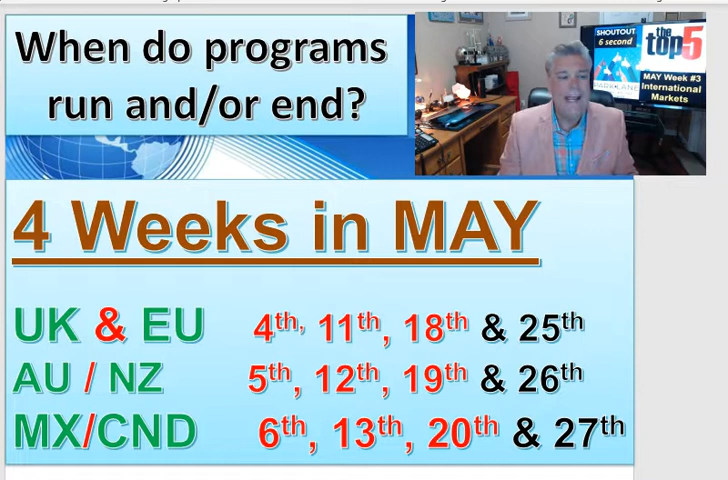 When do programs
run and/or end?
SHOUTOUT
6 second
the
top5
PARK LANE
MAY Week #3
International
Markets
4 Weeks in MAY
UK & EU 4th, 11th, 18th & 25th
AU / NZ 5th, 12th, 19th & 26th
MX/CND 6th, 13th, 20th & 27th